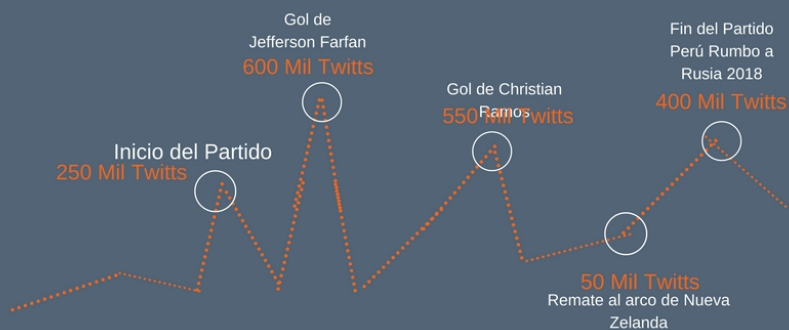 Gol de
Jefferson Farfan
600 Mil Twitts
Inicio del Partido
250 Mil Twitts
Gol de Christian
Ramos
550 Mil Twitts
Fin del Partido
Perú Rumbo a
Rusia 2018
400 Mil Twitts
50 Mil Twitts
Remate al arco de Nueva
Zelanda